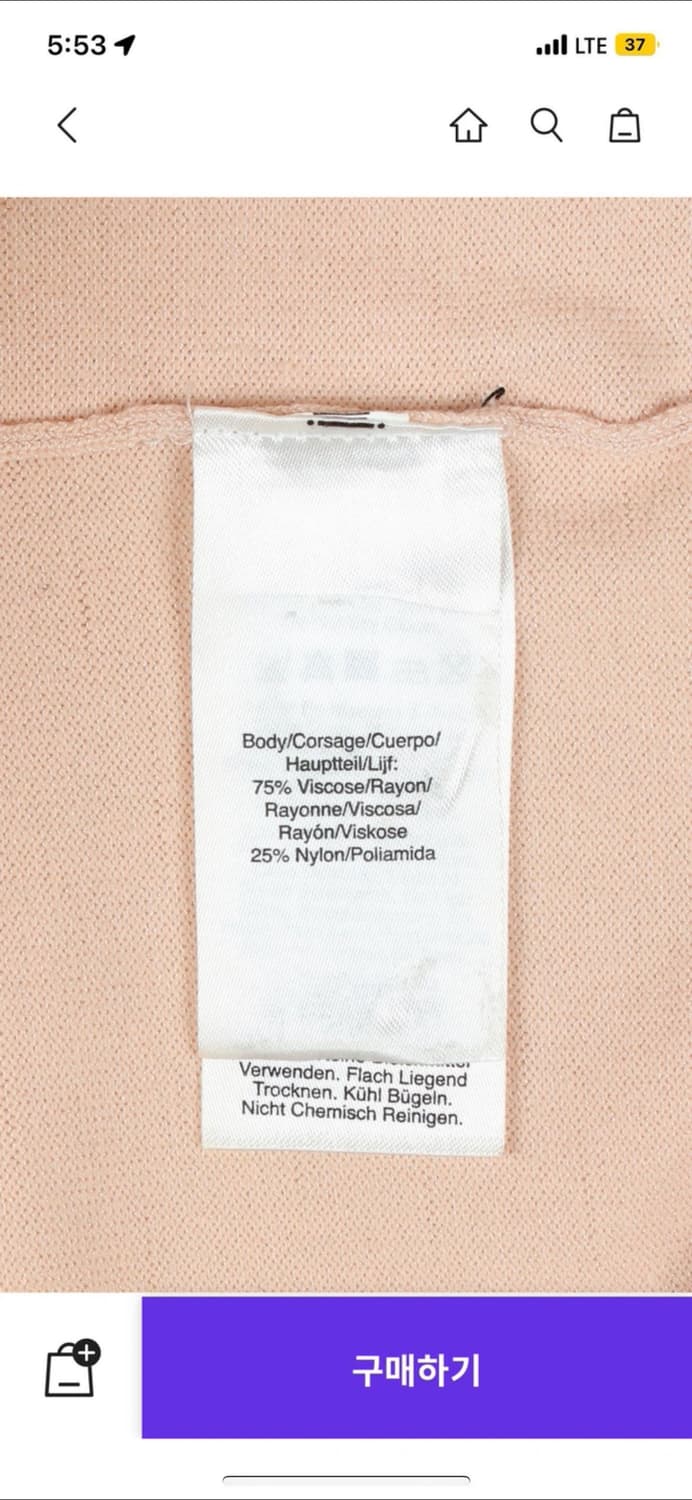 5:53
LTE 37
Body/Corsage/Cuerpo/
Hauptteil/Lijf:
75% Viscose/Rayon/
Rayonne/Viscosa/
Rayón/Viskose
25% Nylon/Poliamida
Verwenden. Flach Liegend
Trocknen. Kühl Bügeln.
Nicht Chemisch Reinigen.
구매하기